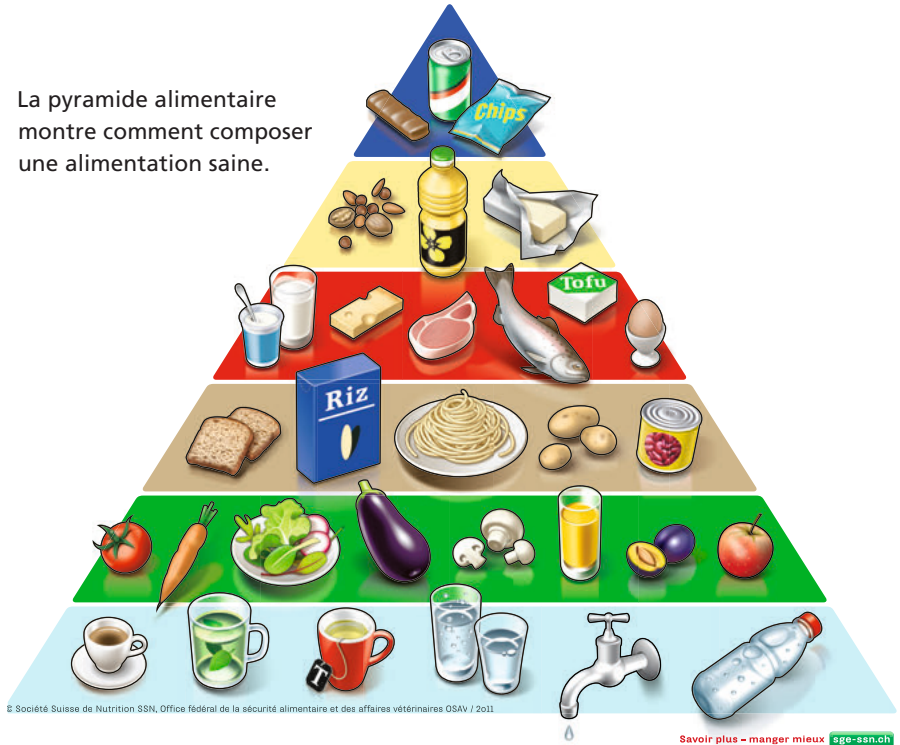 La pyramide alimentaire
montre comment composer
une alimentation saine.
Chips
Tofu
Riz
T
© Société Suisse de Nutrition SSN, Office fédéral de la sécurité alimentaire et des affaires vétérinaires OSAV / 2011
Savoir plus – manger mieux sge-ssn.ch